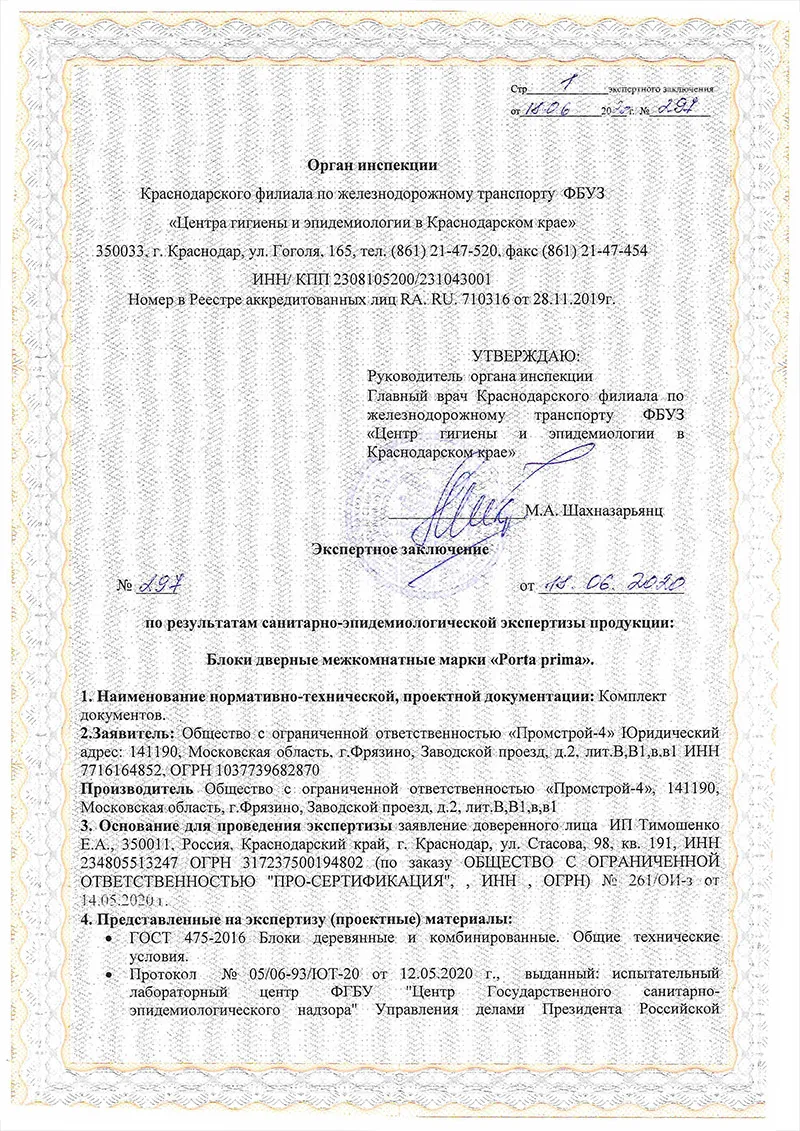 Стр 1 экспертного заключения
от 18.06 2020г. № 297
Орган инспекции
Краснодарского филиала по железнодорожному транспорту ФБУЗ
«Центра гигиены и эпидемиологии в Краснодарском крае»
350033, г. Краснодар, ул. Гоголя, 165, тел. (861) 21-47-520, факс (861) 21-47-454
ИНН/ КПП 2308105200/231043001
Номер в Реестре аккредитованных лиц RA. RU. 710316 от 28.11.2019г.
УТВЕРЖДАЮ:
Руководитель органа инспекции
Главный врач Краснодарского филиала по
железнодорожному транспорту ФБУЗ
«Центр гигиены и эпидемиологии в
Краснодарском крае»
М.А. Шахназарьянц
Экспертное заключение
№ 297 от 18. 06. 2020
по результатам санитарно-эпидемиологической экспертизы продукции:
Блоки дверные межкомнатные марки «Porta prima».
1. Наименование нормативно-технической, проектной документации: Комплект
документов.
2.Заявитель: Общество с ограниченной ответственностью «Промстрой-4» Юридический
адрес: 141190, Московская область, г.Фрязино, Заводской проезд, д.2, лит.В,В1,в,в1 ИНН
7716164852, ОГРН 1037739682870
Производитель Общество с ограниченной ответственностью «Промстрой-4», 141190,
Московская область, г.Фрязино, Заводской проезд, д.2, лит.В,В1,в,в1
3. Основание для проведения экспертизы заявление доверенного лица ИП Тимошенко
Е.А., 350011, Россия, Краснодарский край, г. Краснодар, ул. Стасова, 98, кв. 191, ИНН
234805513247 ОГРН 317237500194802 (по заказу ОБЩЕСТВО С ОГРАНИЧЕННОЙ
ОТВЕТСТВЕННОСТЬЮ "ПРО-СЕРТИФИКАЦИЯ", , ИНН , ОГРН) № 261/ОИ-з от
14.05.2020 г.
4. Представленные на экспертизу (проектные) материалы:
• ГОСТ 475-2016 Блоки деревянные и комбинированные. Общие технические
условия.
• Протокол № 05/06-93/ЮТ-20 от 12.05.2020 г., выданный: испытательный
лабораторный центр ФГБУ "Центр Государственного санитарно-
эпидемиологического надзора" Управления делами Президента Российской